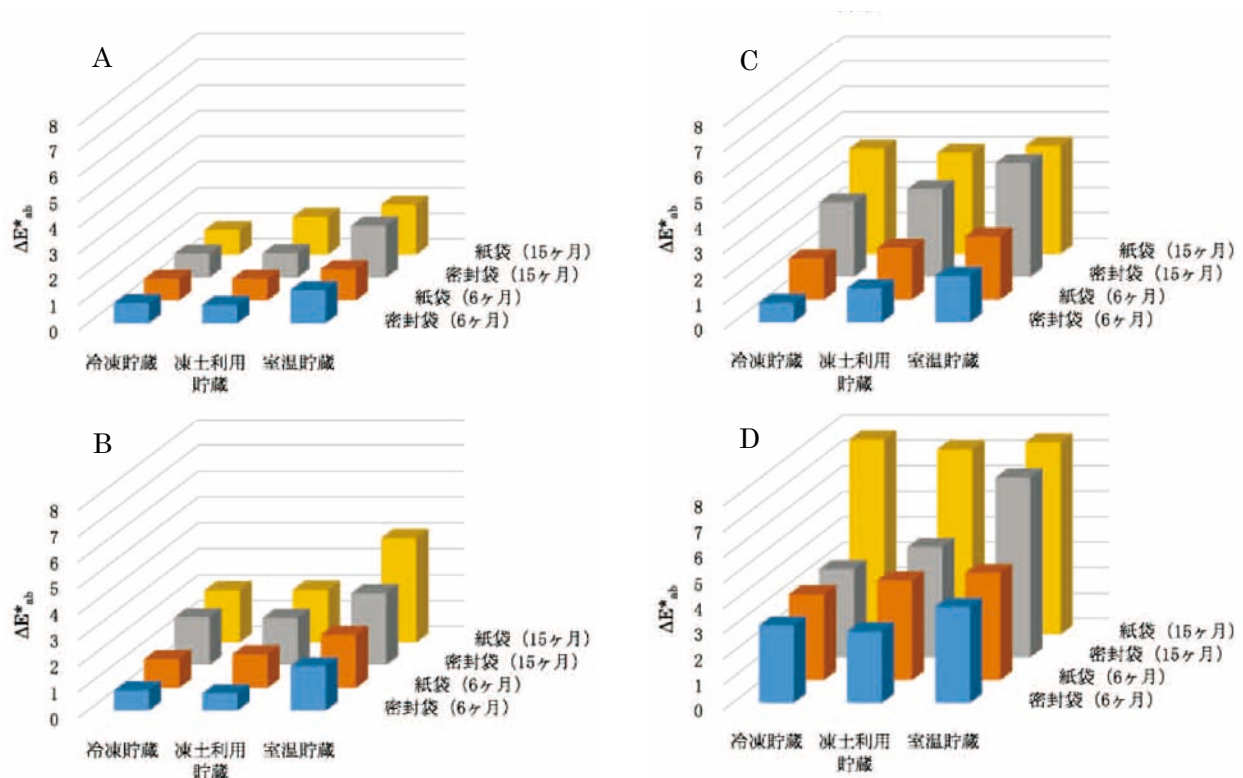 A
8
7
6
5
4
3
2
1
0
ΔE*ab
紙袋（15ヶ月）
密封袋（15ヶ月）
紙袋（6ヶ月）
密封袋（6ヶ月）
冷凍貯蔵 凍土利用 室温貯蔵
貯蔵
C
8
7
6
5
4
3
2
1
0
ΔE*ab
紙袋（15ヶ月）
密封袋（15ヶ月）
紙袋（6ヶ月）
密封袋（6ヶ月）
冷凍貯蔵 凍土利用 室温貯蔵
貯蔵
B
8
7
6
5
4
3
2
1
0
ΔE*ab
紙袋（15ヶ月）
密封袋（15ヶ月）
紙袋（6ヶ月）
密封袋（6ヶ月）
冷凍貯蔵 凍土利用 室温貯蔵
貯蔵
D
8
7
6
5
4
3
2
1
0
ΔE*ab
紙袋（15ヶ月）
密封袋（15ヶ月）
紙袋（6ヶ月）
密封袋（6ヶ月）
冷凍貯蔵 凍土利用 室温貯蔵
貯蔵